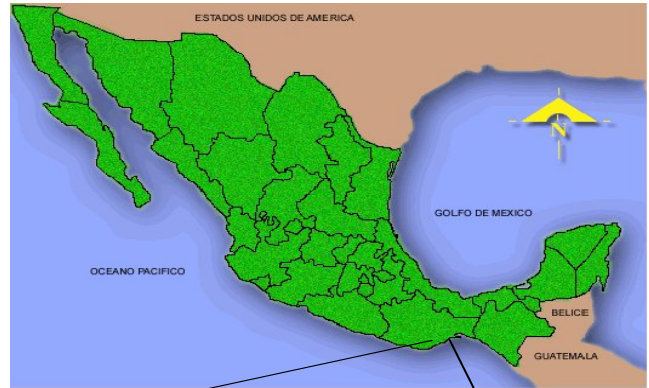 ESTADOS UNIDOS DE AMERICA
N
GOLFO DE MEXICO
OCEANO PACIFICO
BELICE
GUATEMALA